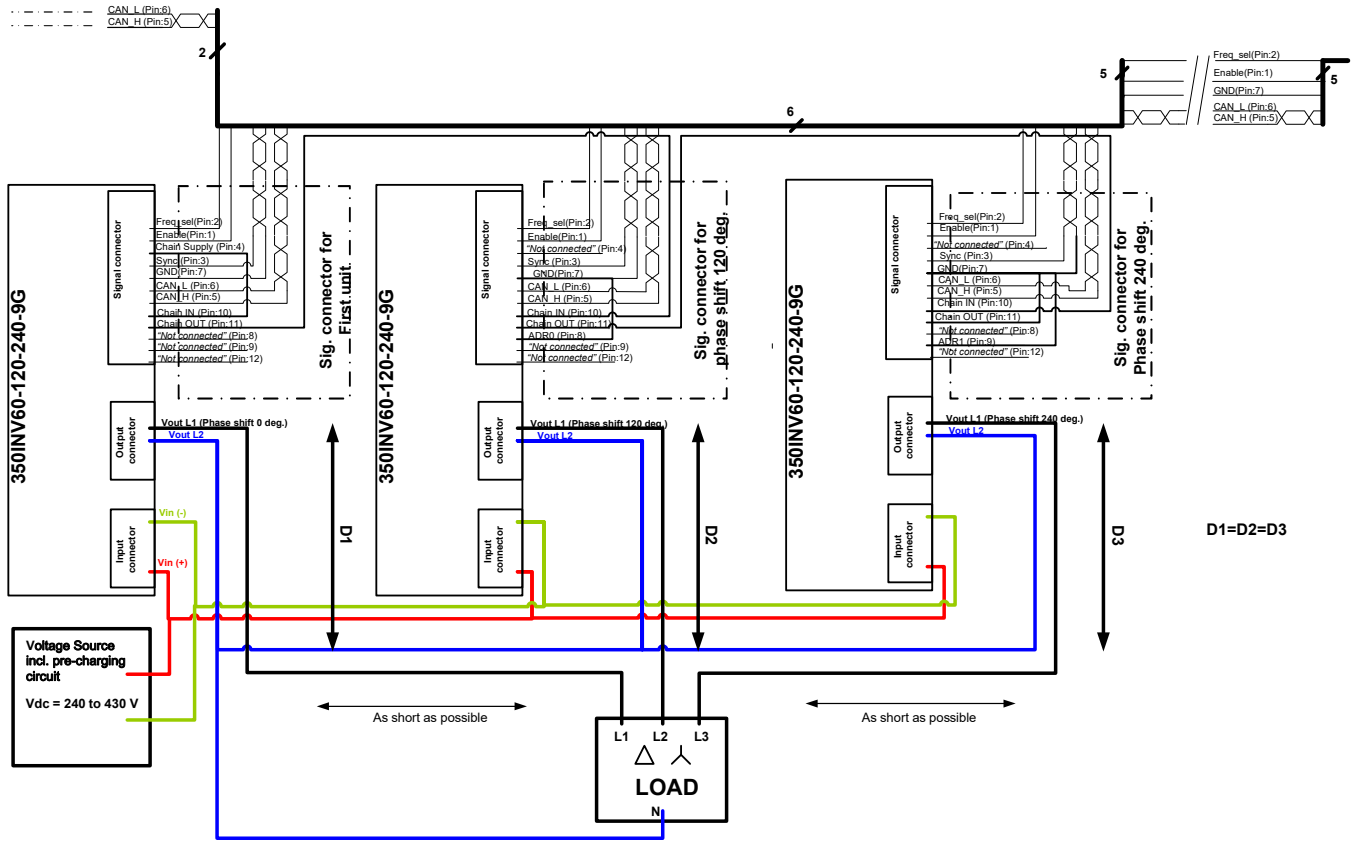 CAN_L (Pin:6)
CAN_H (Pin:5)
2
6
5
Freq_sel(Pin:2)
Enable(Pin:1)
GND(Pin:7)
CAN_L (Pin:6)
CAN_H (Pin:5)
5
350INV60-120-240-9G
Signal connector
Freq_sel(Pin:2)
Enable(Pin:1)
Chain Supply (Pin:4)
Sync(Pin:3)
GND(Pin:7)
CAN_L (Pin:6)
CAN_H (Pin:5)
Chain IN (Pin:10)
Chain OUT (Pin:11)
"Not connected" (Pin:8)
"Not connected" (Pin:9)
"Not connected" (Pin:12)
Sig. connector for
First unit.
Output
connector
Vout L1 (Phase shift 0 deg.)
Vout L2
Input
connector
Vin (-)
Vin (+)
D1
350INV60-120-240-9G
Signal connector
Freq_sel(Pin:2)
Enable(Pin:1)
"Not connected" (Pin:4)
Sync(Pin:3)
GND(Pin:7)
CAN_L (Pin:6)
CAN_H (Pin:5)
Chain IN (Pin:10)
Chain OUT (Pin:11)
ADR0(Pin:8)
"Not connected" (Pin:9)
"Not connected" (Pin:12)
Sig. connector for
phase shift 120 deg.
Output
connector
Vout L1 (Phase shift 120 deg.)
Vout L2
Input
connector
D2
350INV60-120-240-9G
Signal connector
Freq_sel(Pin:2)
Enable(Pin:1)
"Not connected" (Pin:4)
Sync (Pin:3)
GND(Pin:7)
CAN_L (Pin:6)
CAN_H (Pin:5)
Chain IN (Pin:10)
Chain OUT (Pin:11)
"Not connected" (Pin:8)
ADR1(Pin:9)
"Not connected" (Pin:12)
Sig. connector for
Phase shift 240 deg.
Output
connector
Vout L1 (Phase shift 240 deg.)
Vout L2
Input
connector
D3
D1=D2=D3
Voltage Source
incl. pre-charging
circuit
Vdc = 240 to 430 V
As short as possible
As short as possible
L1 L2 L3
LOAD
N